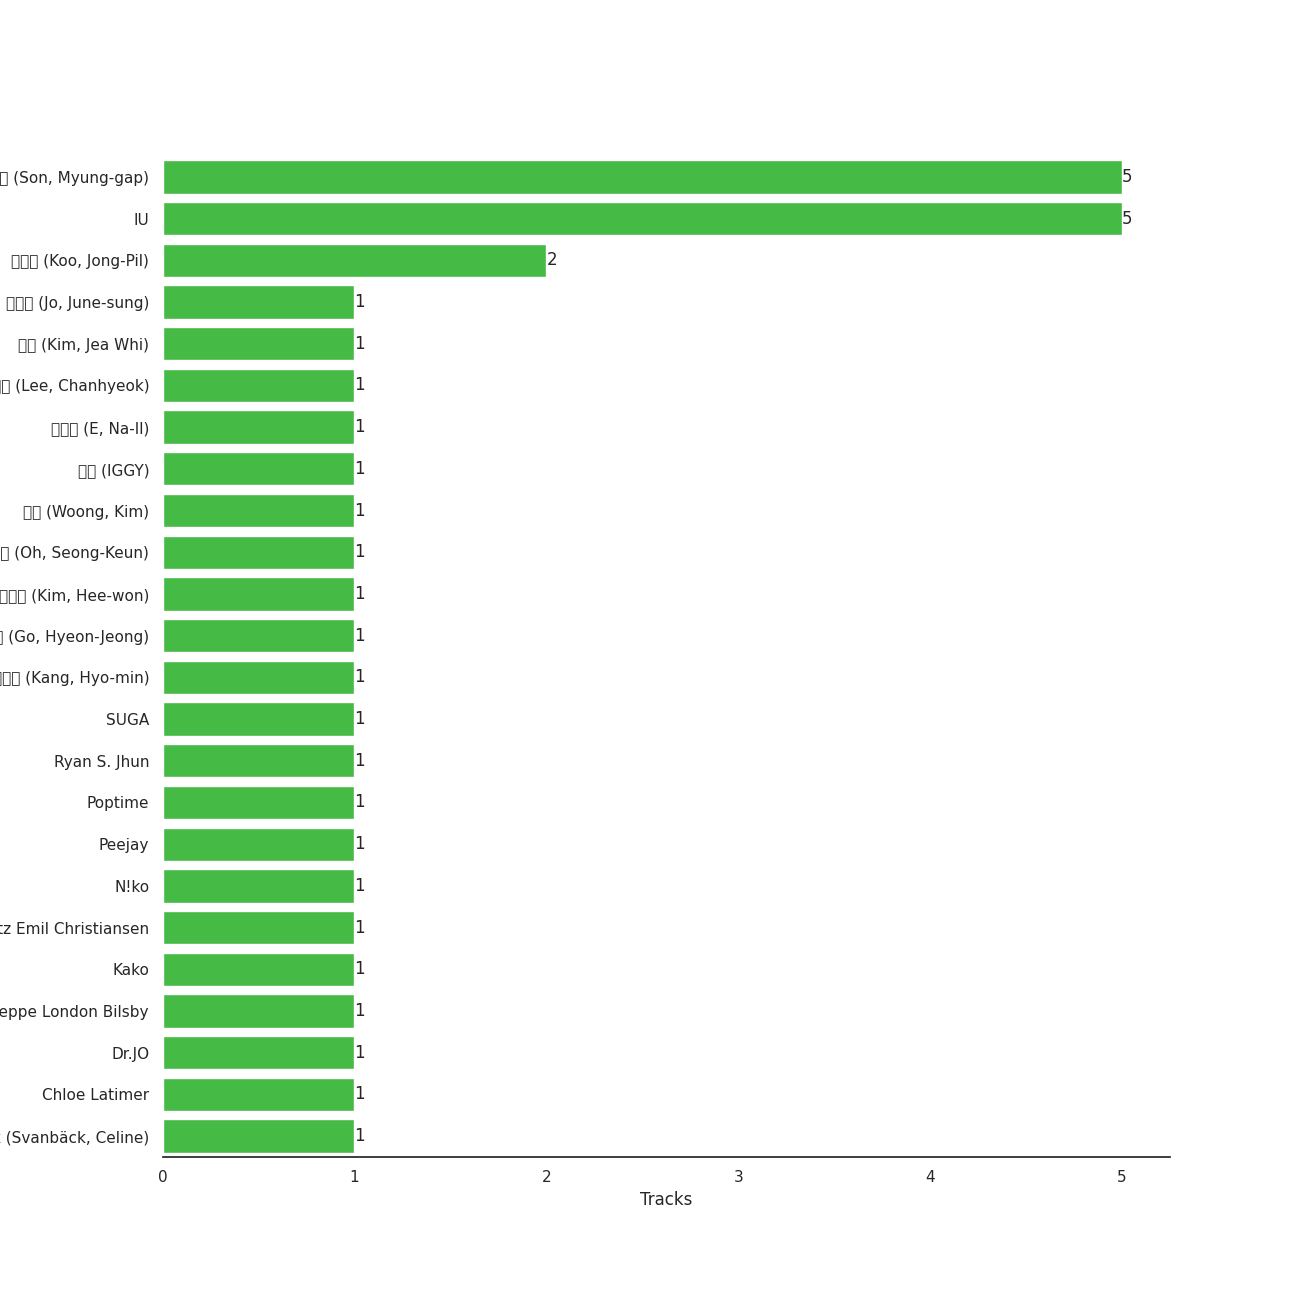 (Son, Myung-gap) 5
IU 5
(Koo, Jong-Pil) 2
(Jo, June-sung) 1
(Kim, Jea Whi) 1
(Lee, Chanhyeok) 1
(E, Na-Il) 1
(IGGY) 1
(Woong, Kim) 1
(Oh, Seong-Keun) 1
(Kim, Hee-won) 1
(Go, Hyeon-Jeong) 1
(Kang, Hyo-min) 1
SUGA 1
Ryan S. Jhun 1
Poptime 1
Peejay 1
N!ko 1
Emil Christiansen 1
Kako 1
London Bilsby 1
Dr.JO 1
Chloe Latimer 1
(Svanbäck, Celine) 1
0 1 2 3 4 5
Tracks